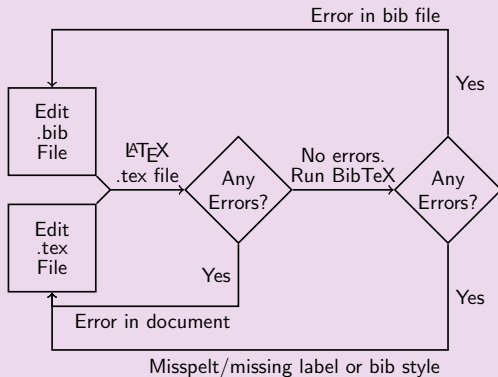 Error in bib file
Yes
Edit
.bib
File
LATEX
.tex file
Any
Errors?
No errors.
Run BibTeX
Any
Errors?
Edit
.tex
File
Yes
Yes
Error in document
Misspelt/missing label or bib style